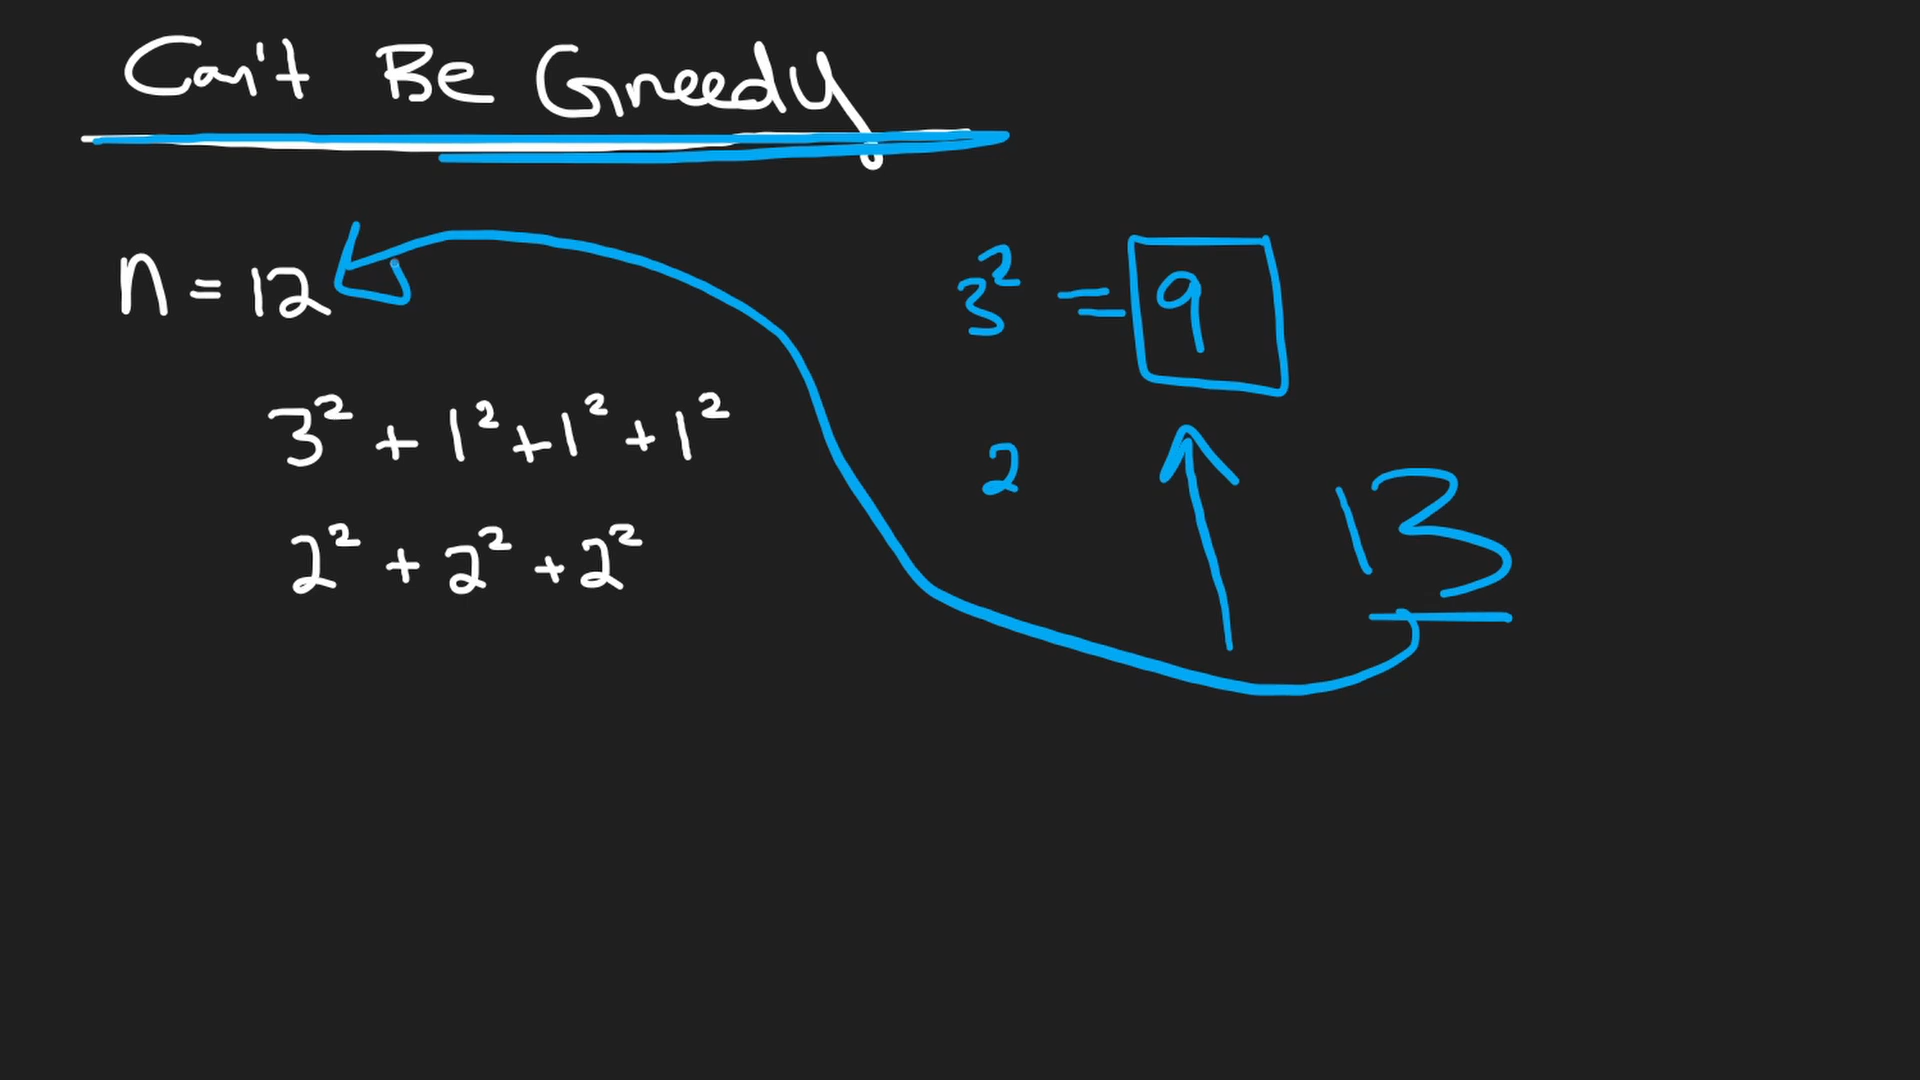 Can't Be Greedy
n = 12
3² = 9
3² + 1² + 1² + 1²
2
13
2² + 2² + 2²